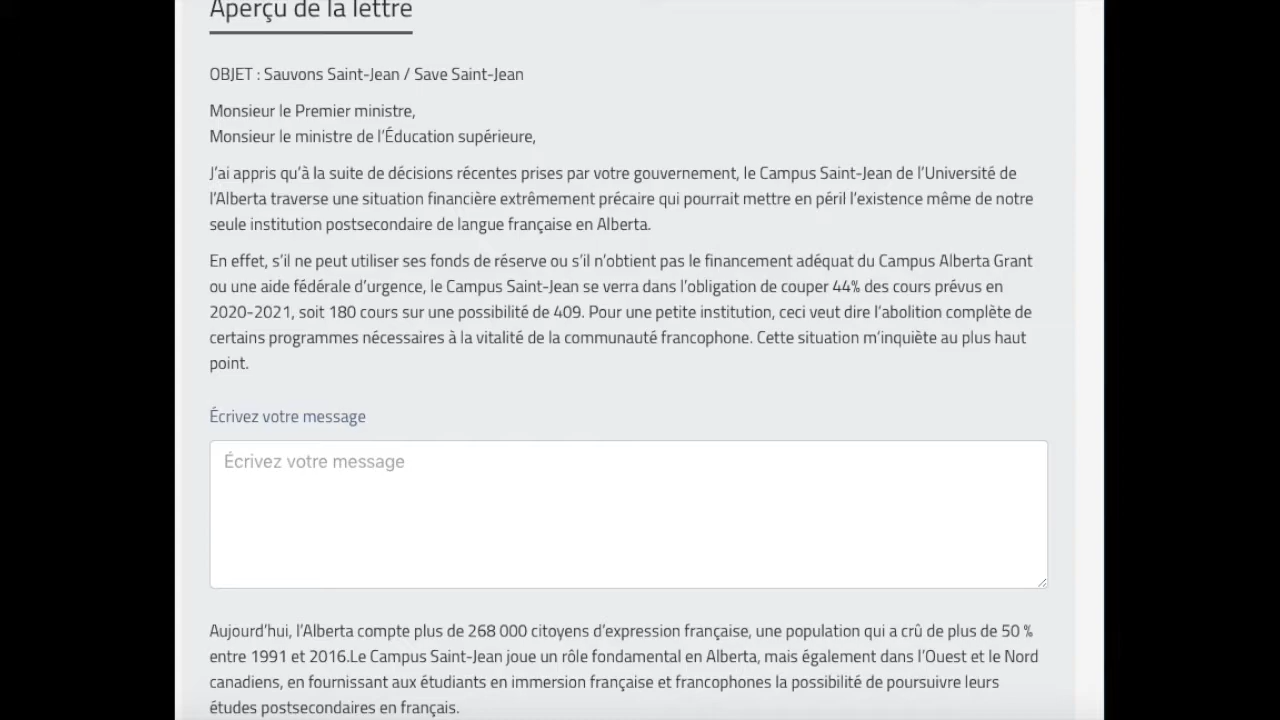 Aperçu de la lettre
OBJET : Sauvons Saint-Jean / Save Saint-Jean
Monsieur le Premier ministre,
Monsieur le ministre de l’Éducation supérieure,
J’ai appris qu’à la suite de décisions récentes prises par votre gouvernement, le Campus Saint-Jean de l’Université de
l’Alberta traverse une situation financière extrêmement précaire qui pourrait mettre en péril l’existence même de notre
seule institution postsecondaire de langue française en Alberta.
En effet, s’il ne peut utiliser ses fonds de réserve ou s’il n’obtient pas le financement adéquat du Campus Alberta Grant
ou une aide fédérale d’urgence, le Campus Saint-Jean se verra dans l’obligation de couper 44% des cours prévus en
2020-2021, soit 180 cours sur une possibilité de 409. Pour une petite institution, ceci veut dire l’abolition complète de
certains programmes nécessaires à la vitalité de la communauté francophone. Cette situation m’inquiète au plus haut
point.
Écrivez votre message
Écrivez votre message
Aujourd’hui, l’Alberta compte plus de 268 000 citoyens d’expression française, une population qui a crû de plus de 50 %
entre 1991 et 2016.Le Campus Saint-Jean joue un rôle fondamental en Alberta, mais également dans l’Ouest et le Nord
canadiens, en fournissant aux étudiants en immersion française et francophones la possibilité de poursuivre leurs
études postsecondaires en français.